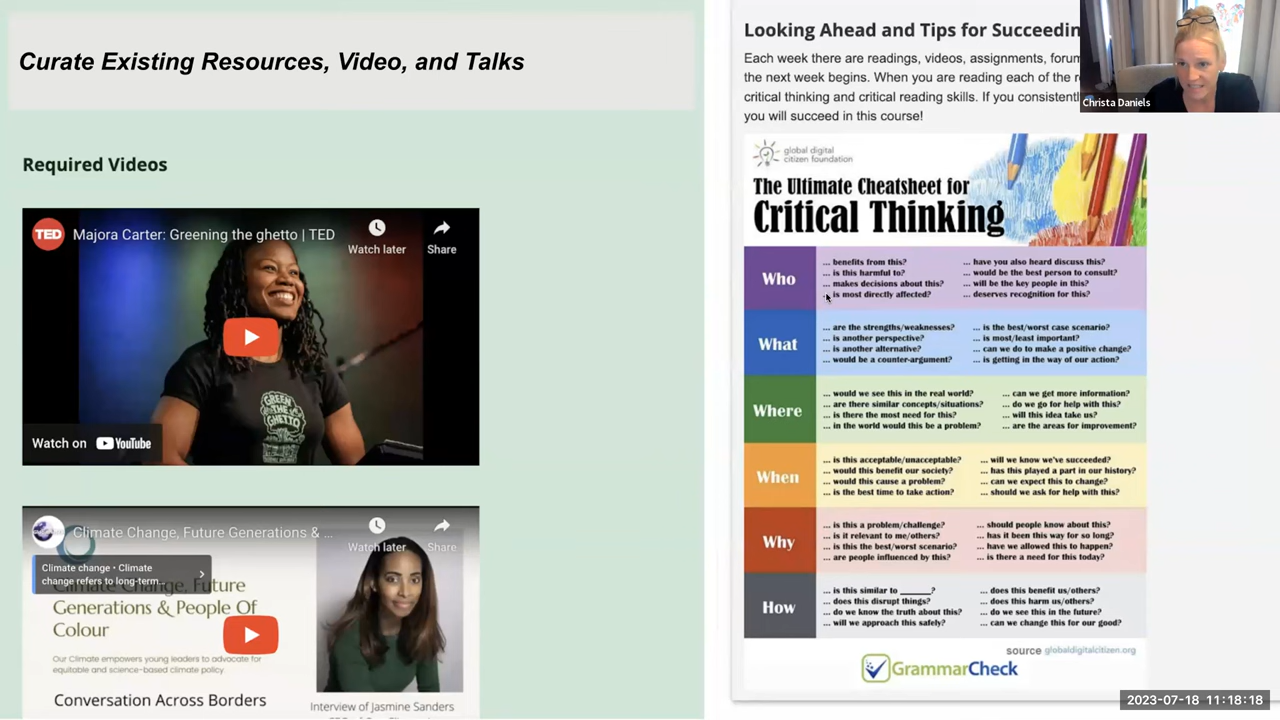 Curate Existing Resources, Video, and Talks
Required Videos
TED
Majora Carter: Greening the ghetto | TED
Watch later
Share
GREEN
THE
GHETTO
Watch on YouTube
Climate Change, Future Generations & ...
Watch later
Share
Climate change • Climate
change refers to long-term...
Climate Change, Future
Generations & People Of
Colour
Our Climate empowers young leaders to advocate for
equitable and science-based climate policy.
Conversation Across Borders
Interview of Jasmine Sanders
Looking Ahead and Tips for Succeedin
Each week there are readings, videos, assignments, forum
the next week begins. When you are reading each of the
critical thinking and critical reading skills. If you consistent
you will succeed in this course!
Christa Daniels
global digital
citizen foundation
The Ultimate Cheatsheet for
Critical Thinking
Who
... benefits from this?
... is this harmful to?
... makes decisions about this?
... is most directly affected?
... have you also heard discuss this?
... would be the best person to consult?
... will be the key people in this?
... deserves recognition for this?
What
... are the strengths/weaknesses?
... is another perspective?
... is another alternative?
... would be a counter-argument?
... is the best/worst case scenario?
... is most/least important?
... can we do to make a positive change?
... is getting in the way of our action?
Where
... would we see this in the real world?
... are there similar concepts/situations?
... is there the most need for this?
... in the world would this be a problem?
... can we get more information?
... do we go for help with this?
... will this idea take us?
... are the areas for improvement?
When
... is this acceptable/unacceptable?
... would this benefit our society?
... would this cause a problem?
... is the best time to take action?
... will we know we've succeeded?
... has this played a part in our history?
... can we expect this to change?
... should we ask for help with this?
Why
... is this a problem/challenge?
... is it relevant to me/others?
... is this the best/worst scenario?
... are people influenced by this?
... should people know about this?
... has it been this way for so long?
... have we allowed this to happen?
... is there a need for this today?
How
... is this similar to ______?
... does this disrupt things?
... do we know the truth about this?
... will we approach this safely?
... does this benefit us/others?
... does this harm us/others?
... do we see this in the future?
... can we change this for our good?
source globaldigitalcitizen.org
GrammarCheck
2023-07-18 11:18:18